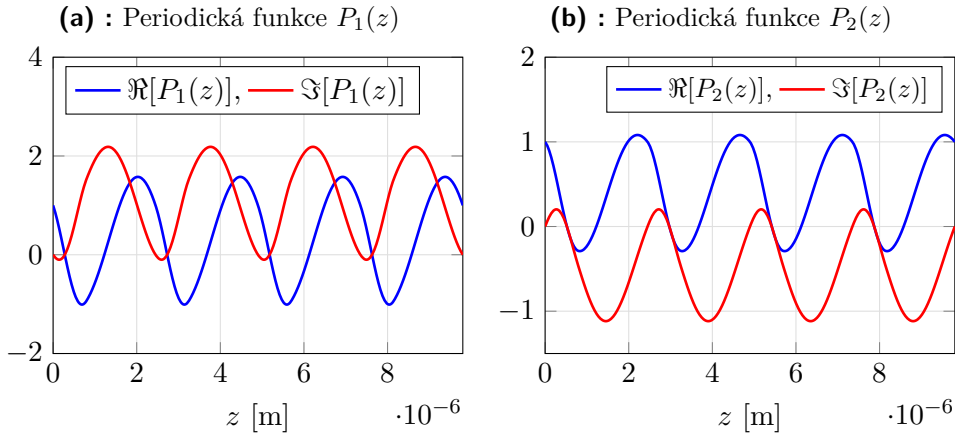 (a) : Periodická funkce P₁(z)
4
2
0
−2
ℜ[P₁(z)], ℑ[P₁(z)]
0 2 4 6 8
z [m] ·10⁻⁶
(b) : Periodická funkce P₂(z)
2
1
0
−1
ℜ[P₂(z)], ℑ[P₂(z)]
0 2 4 6 8
z [m] ·10⁻⁶